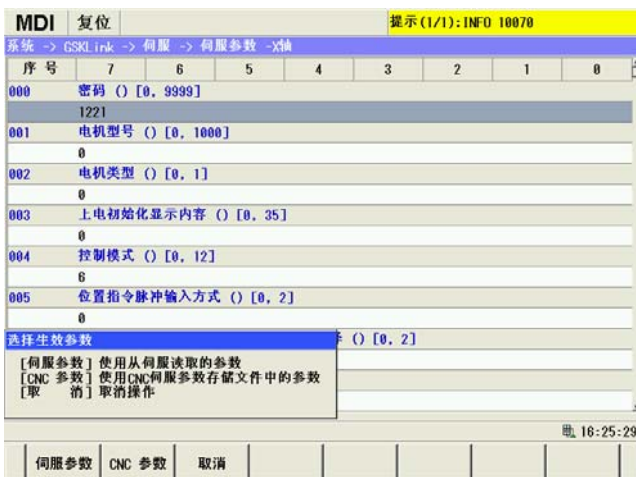 MDI 复位 提示(1/1):INFO 10070
系统 -> GSKLink -> 伺服 -> 伺服参数 -X轴
序号 7 6 5 4 3 2 1 0
000 密码 () [0, 9999]
1221
001 电机型号 () [0, 1000]
0
002 电机类型 () [0, 1]
0
003 上电初始化显示内容 () [0, 35]
0
004 控制模式 () [0, 12]
6
005 位置指令脉冲输入方式 () [0, 2]
0
选择生效参数 () [0, 2]
[伺服参数] 使用从伺服读取的参数
[CNC 参数] 使用CNC伺服参数存储文件中的参数
[取 消] 取消操作
16:25:29
伺服参数 CNC 参数 取消